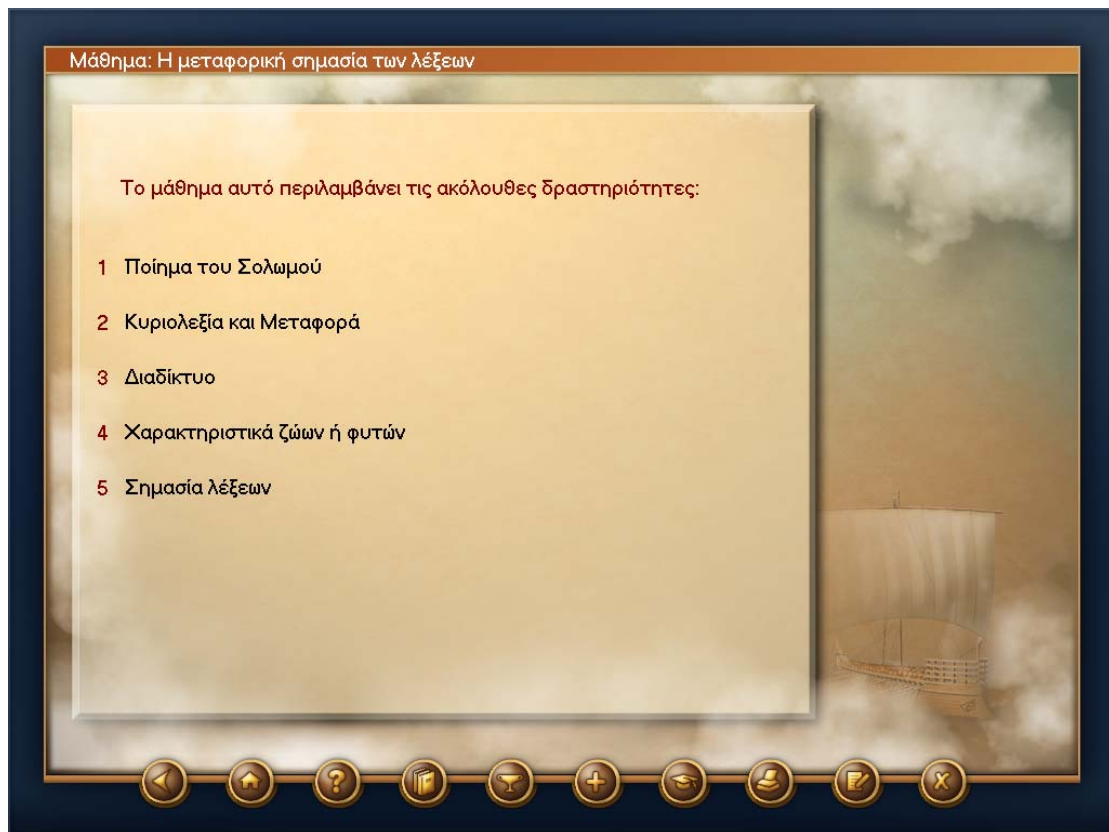 Μάθημα: Η μεταφορική σημασία των λέξεων
Το μάθημα αυτό περιλαμβάνει τις ακόλουθες δραστηριότητες:
1 Ποίημα του Σολωμού
2 Κυριολεξία και Μεταφορά
3 Διαδίκτυο
4 Χαρακτηριστικά ζώων ή φυτών
5 Σημασία λέξεων